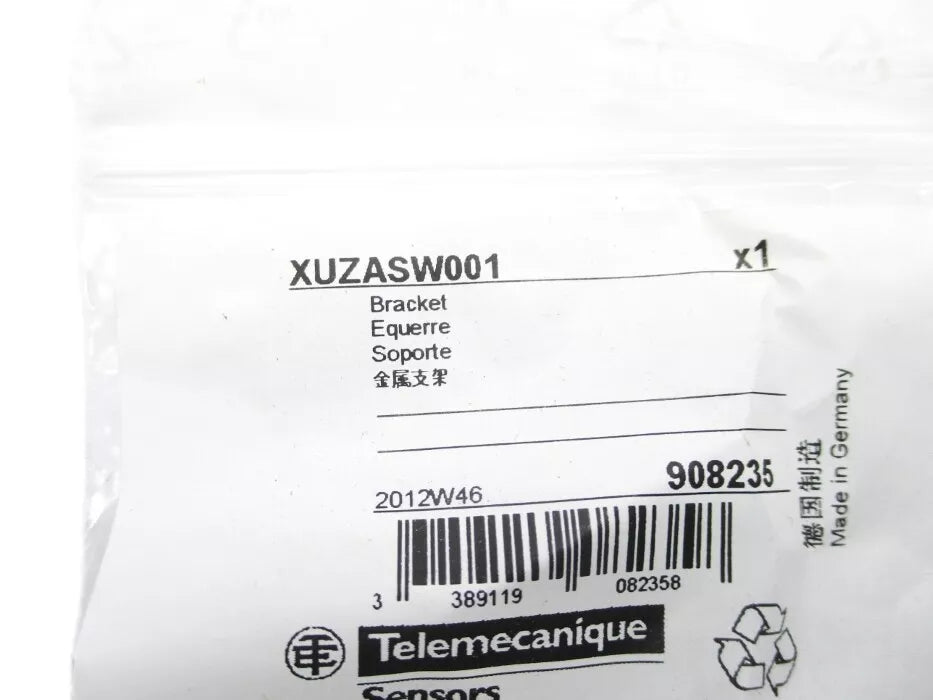 XUZASW001 x1
Bracket
Equerre
Soporte
金属支架
2012W46 908235
3 389119 082358
德国制造
Made in Germany
TE Telemecanique
Sensors